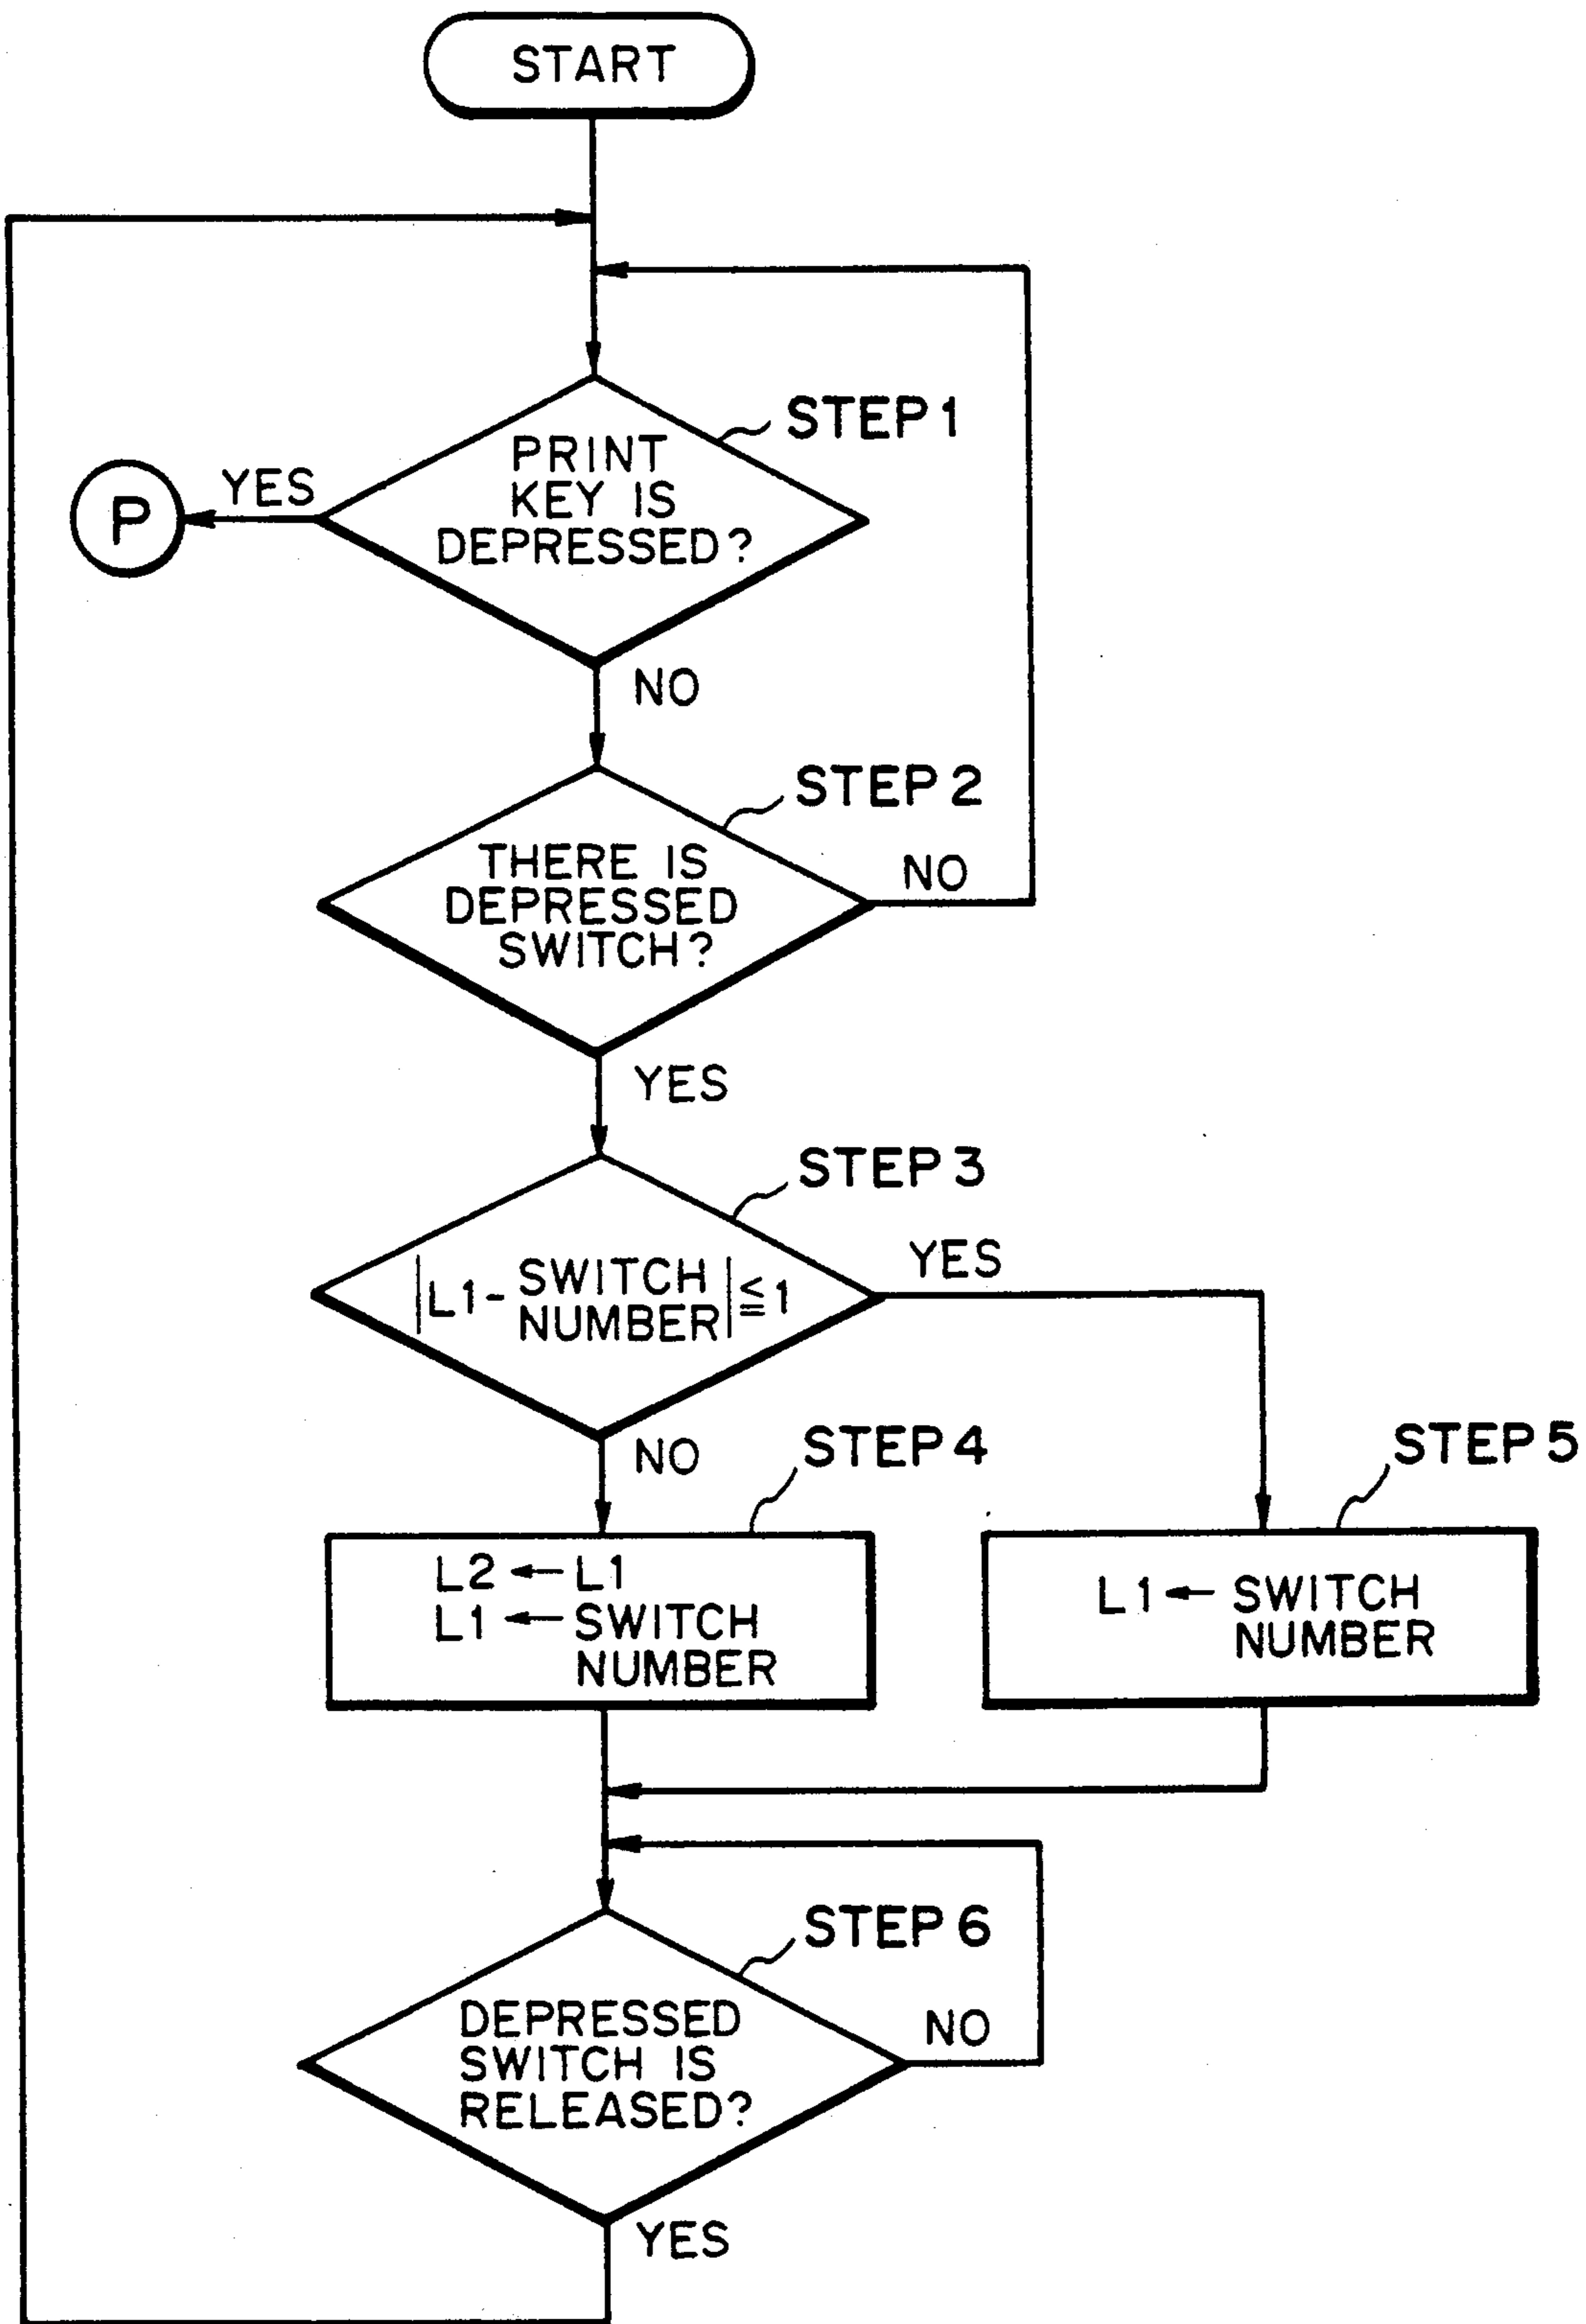 START
STEP 1
PRINT
KEY IS
DEPRESSED?
YES
P
NO
STEP 2
THERE IS
DEPRESSED
SWITCH?
NO
YES
STEP 3
|L1 - SWITCH NUMBER| ≦ 1
YES
NO
STEP 4
L2 ← L1
L1 ← SWITCH
NUMBER
STEP 5
L1 ← SWITCH
NUMBER
STEP 6
DEPRESSED
SWITCH IS
RELEASED?
NO
YES